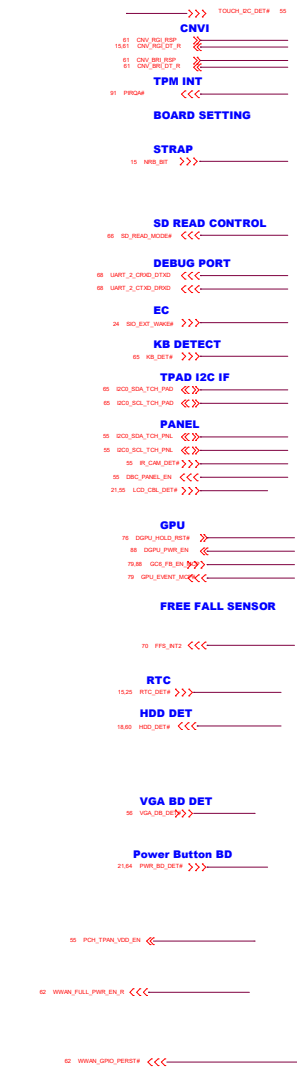 TOUCH_I2C_DET# 55
CNVI
61 CNV_RGI_RSP
15,61 CNV_RGI_DT_R
61 CNV_BRI_RSP
61 CNV_BRI_DT_R
TPM INT
91 PIRQA#
BOARD SETTING
STRAP
15 NRB_BIT
SD READ CONTROL
66 SD_READ_MODE#
DEBUG PORT
68 UART_2_CRXD_DTXD
68 UART_2_CTXD_DRXD
EC
24 SIO_EXT_WAKE#
KB DETECT
65 KB_DET#
TPAD I2C IF
65 I2C0_SDA_TCH_PAD
65 I2C0_SCL_TCH_PAD
PANEL
55 I2C0_SDA_TCH_PNL
55 I2C0_SCL_TCH_PNL
55 IR_CAM_DET#
55 DBC_PANEL_EN
21,55 LCD_CBL_DET#
GPU
76 DGPU_HOLD_RST#
88 DGPU_PWR_EN
79,86 GC6_FB_EN
79 GPU_EVENT
FREE FALL SENSOR
70 FFS_INT2
RTC
15,25 RTC_DET#
HDD DET
18,60 HDD_DET#
VGA BD DET
56 VGA_DB_DET#
Power Button BD
21,64 PWR_BD_DET#
55 PCH_TPAN_VDD_EN
62 WWAN_FULL_PWR_EN_R
62 WWAN_GPIO_PERST#